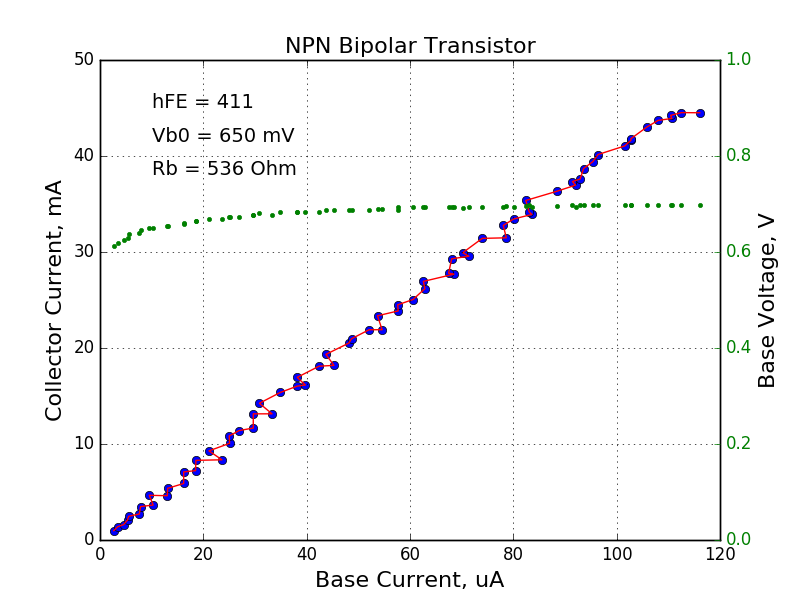 NPN Bipolar Transistor
hFE = 411
Vb0 = 650 mV
Rb = 536 Ohm
Collector Current, mA
50
40
30
20
10
0
1.0
0.8
0.6
0.4
0.2
0.0
Base Voltage, V
0 20 40 60 80 100 120
Base Current, uA